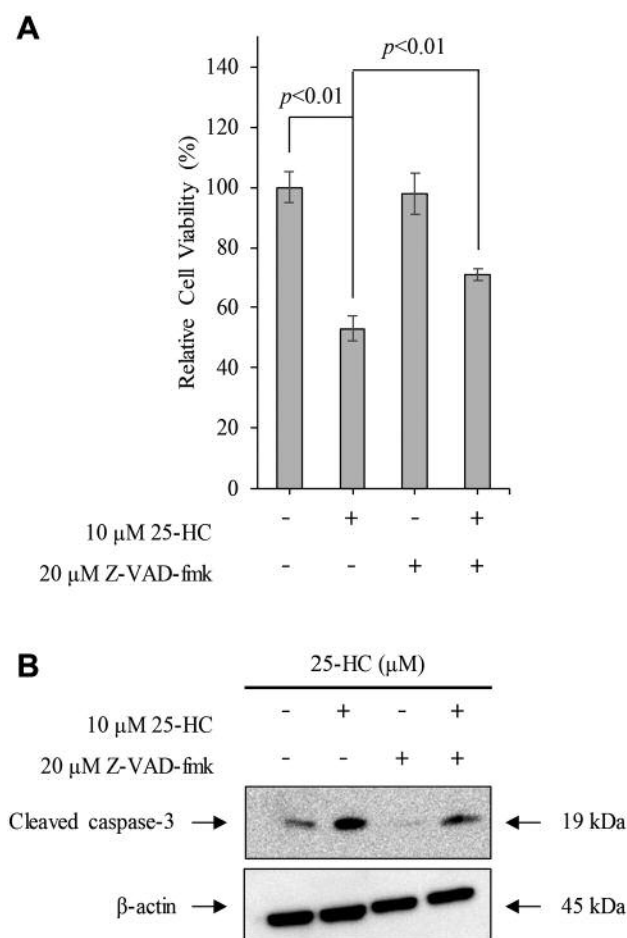 A
p<0.01
p<0.01
Relative Cell Viability (%)
140
120
100
80
60
40
20
0
10 μM 25-HC - + - +
20 μM Z-VAD-fmk - - + +
B
25-HC (μM)
10 μM 25-HC - + - +
20 μM Z-VAD-fmk - - + +
Cleaved caspase-3 → ← 19 kDa
β-actin → ← 45 kDa